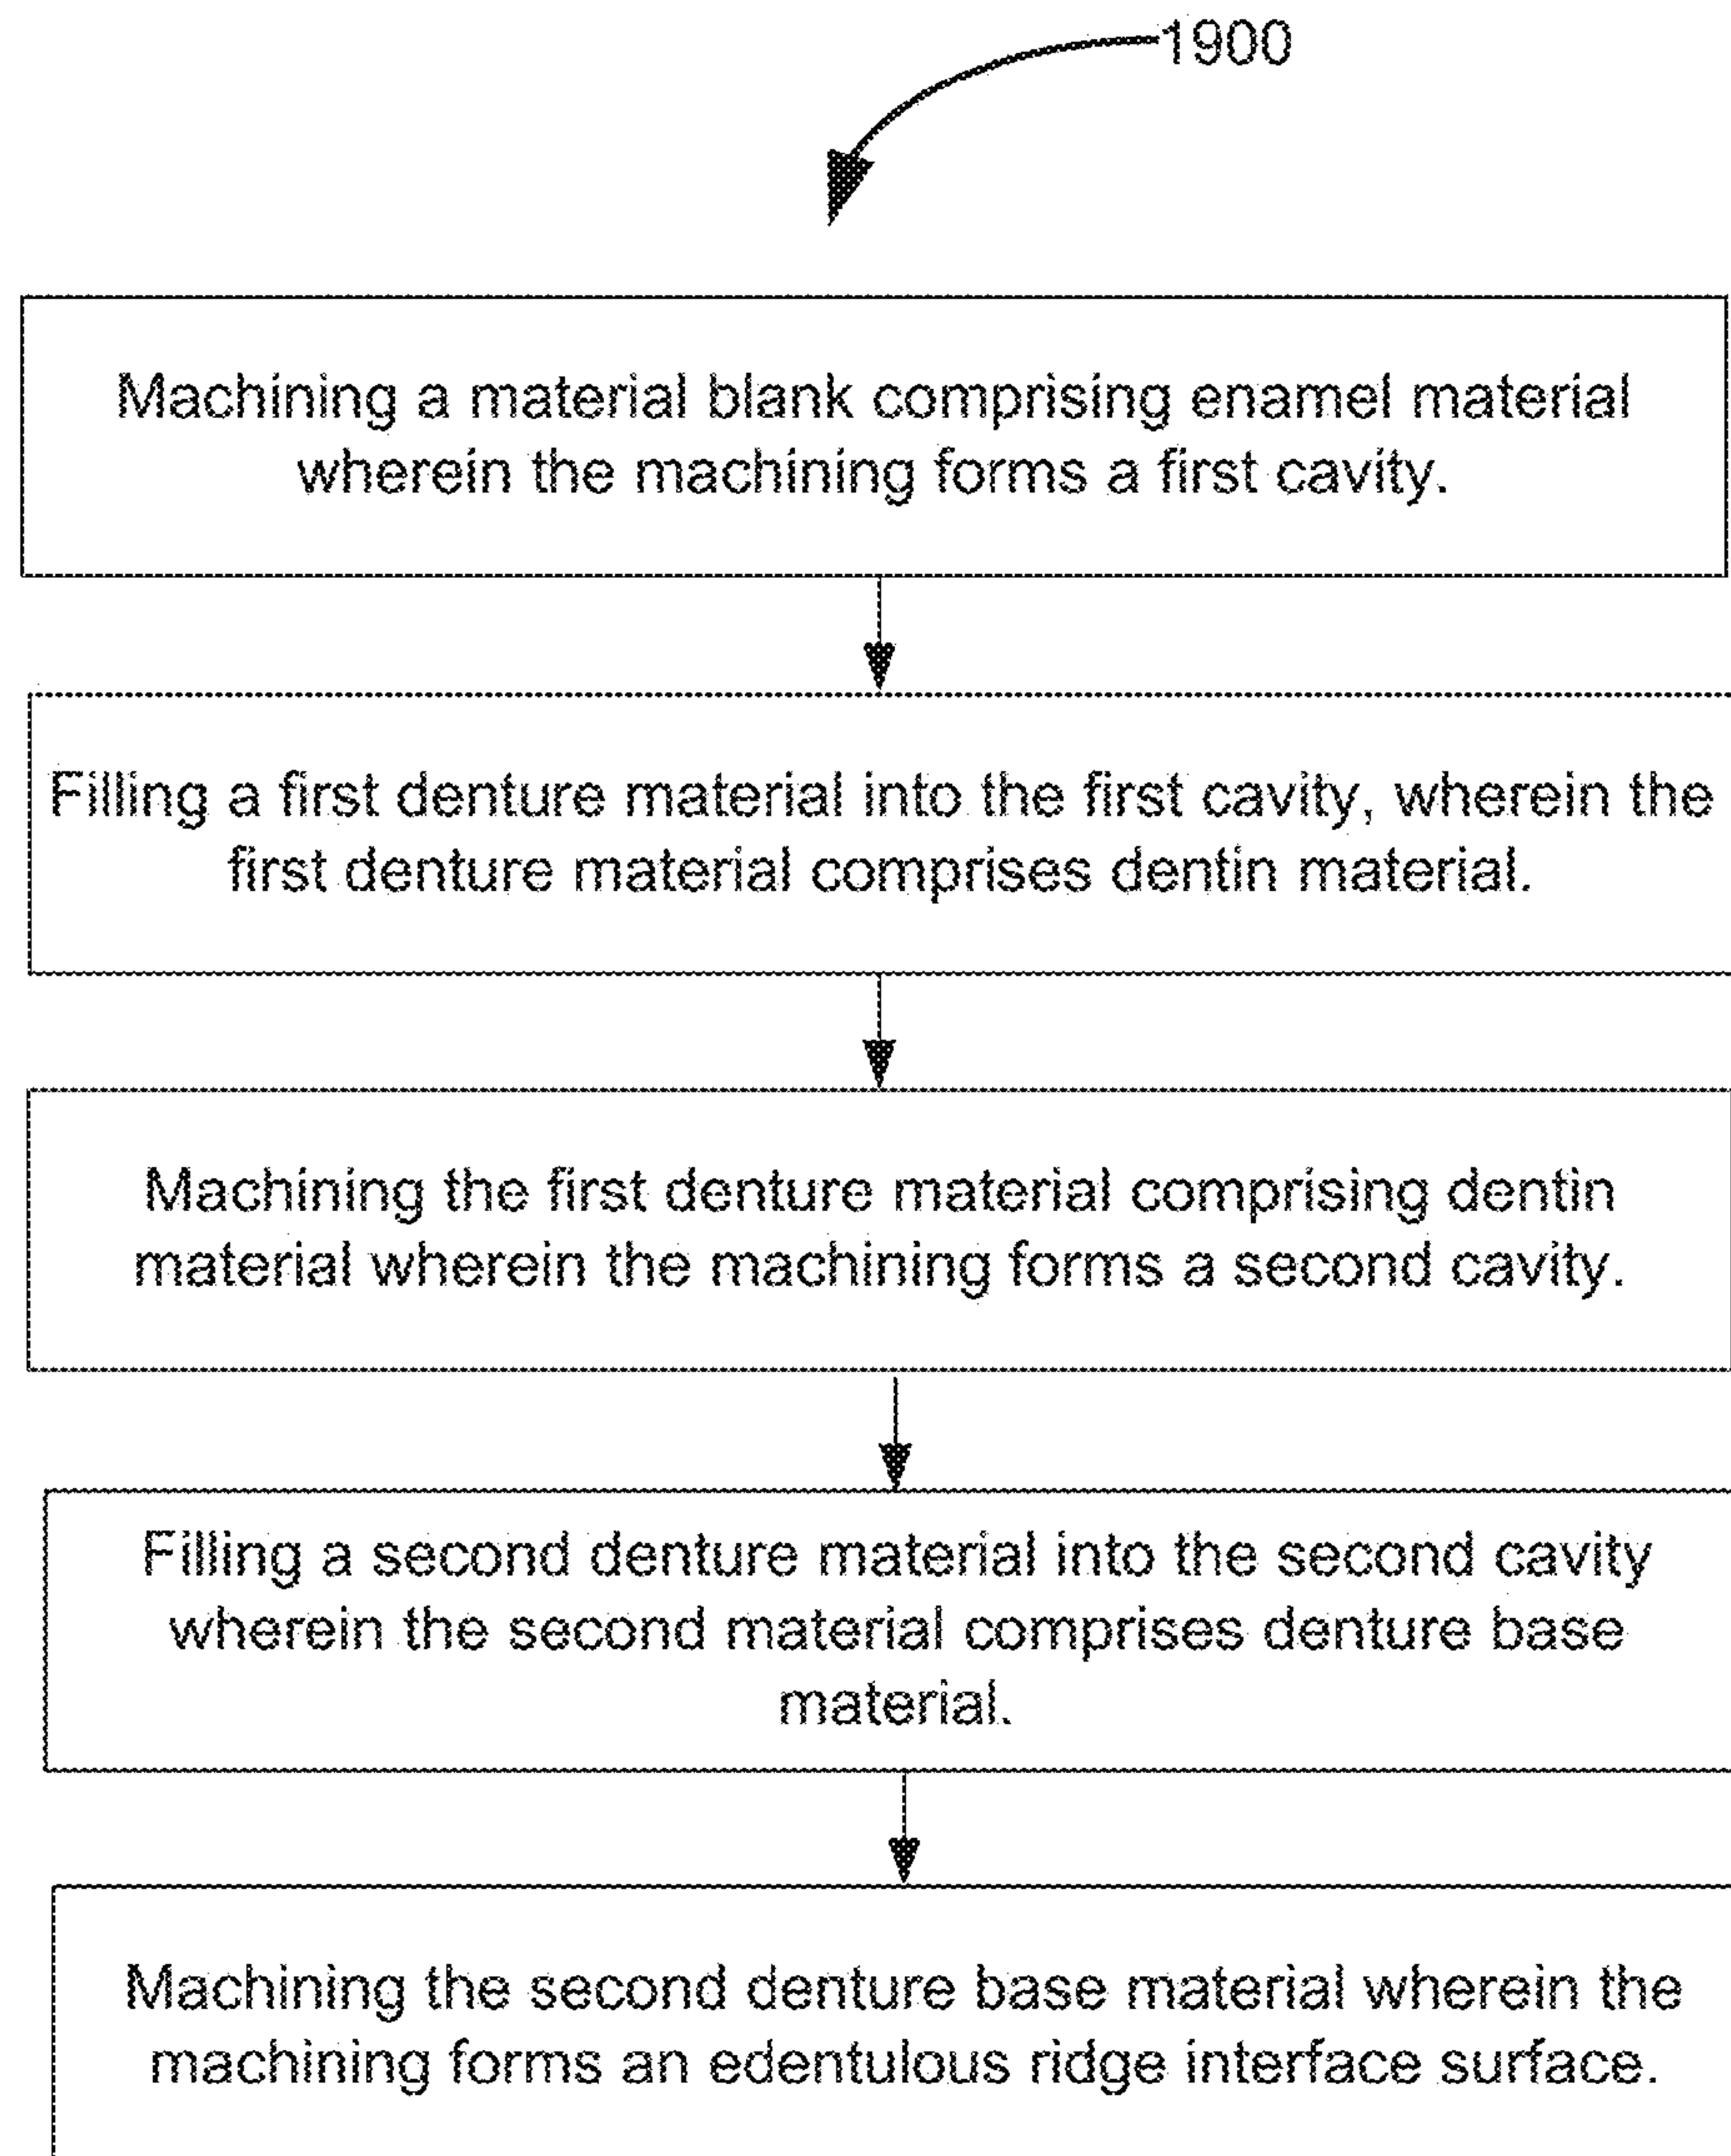 1900
Machining a material blank comprising enamel material
wherein the machining forms a first cavity.
Filling a first denture material into the first cavity, wherein the
first denture material comprises dentin material.
Machining the first denture material comprising dentin
material wherein the machining forms a second cavity.
Filling a second denture material into the second cavity
wherein the second material comprises denture base
material.
Machining the second denture base material wherein the
machining forms an edentulous ridge interface surface.